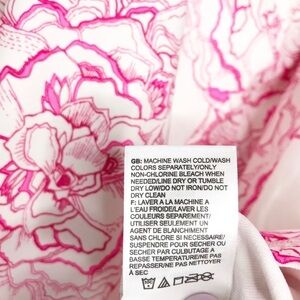 GB: MACHINE WASH COLD/WASH
COLORS SEPARATELY/ONLY
NON-CHLORINE BLEACH WHEN
NEEDED/LINE DRY OR TUMBLE
DRY LOW/DO NOT IRON/DO NOT
DRY CLEAN
F: LAVER A LA MACHINE A
L'EAU FROIDE/LAVER LES
COULEURS SEPAREMENT/
UTILISER SEULEMENT UN
AGENT DE BLANCHIMENT
SANS CHLORE SI NECESSAIRE/
SUSPENDRE POUR SECHER OU
SECHER PAR CULBUTAGE A
BASSE TEMPERATURE/NE PAS
REPASSER/NE PAS NETTOYER
A SEC